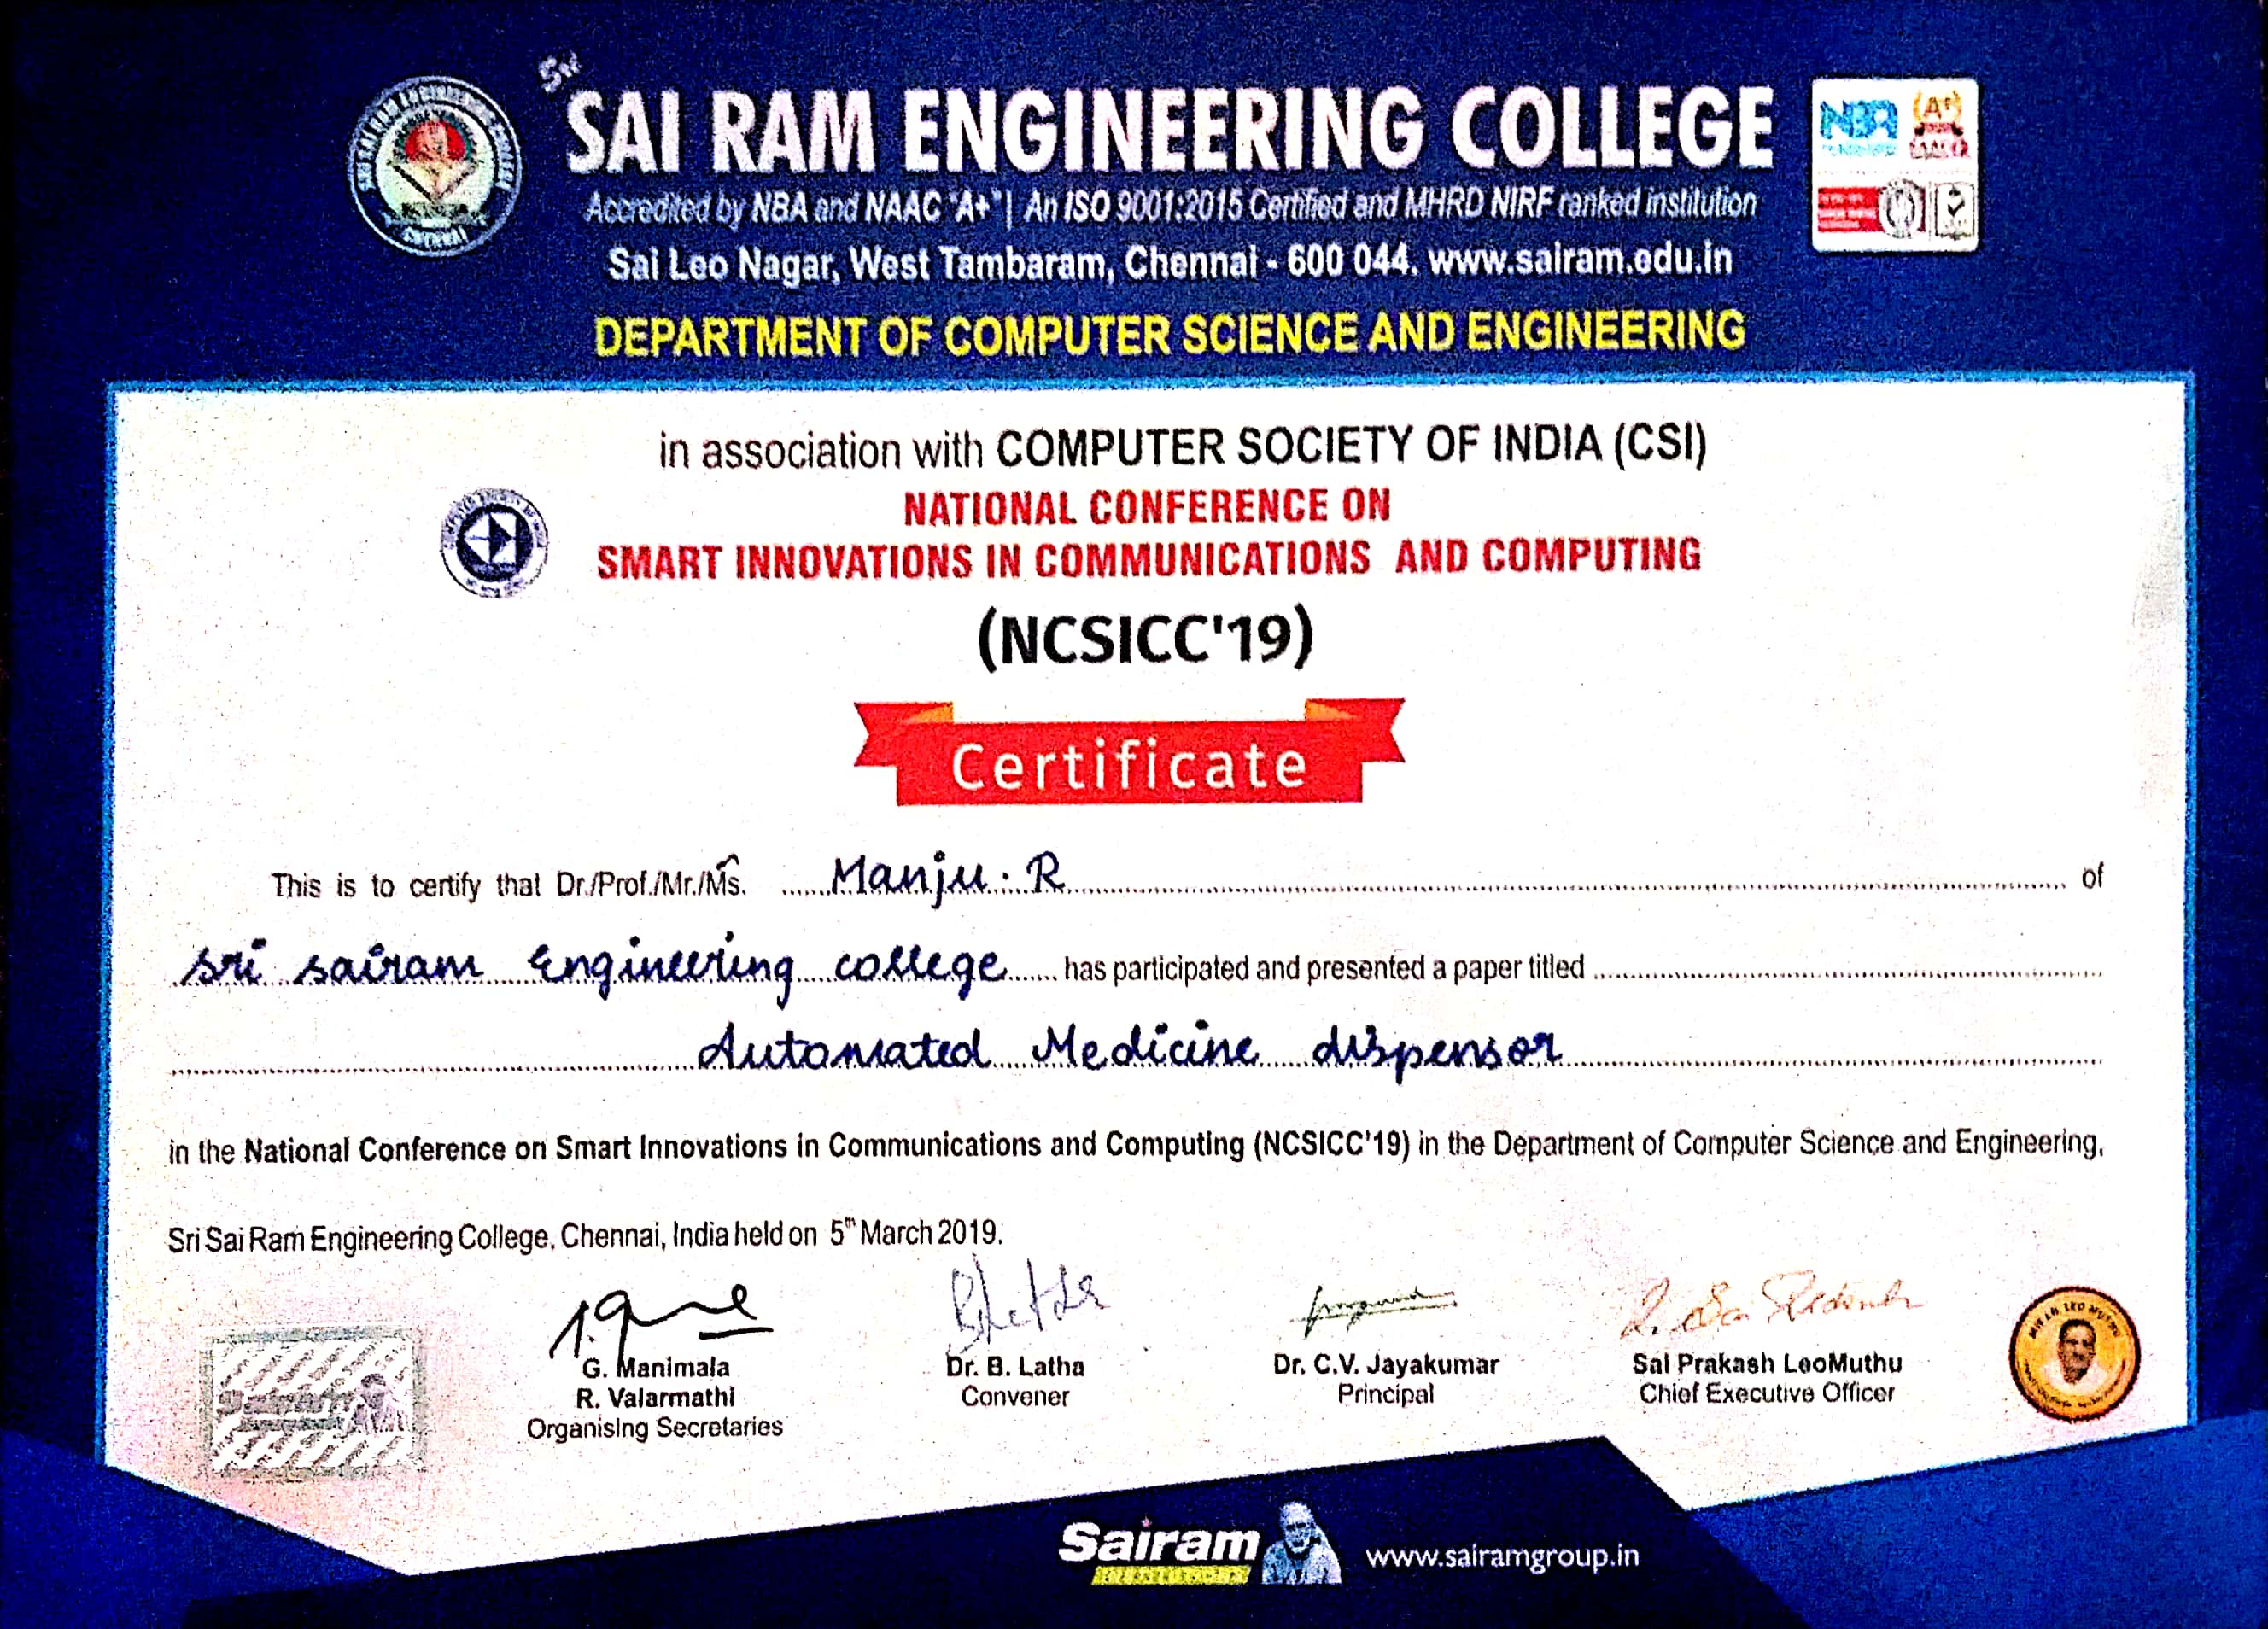 Sri
SAI RAM ENGINEERING COLLEGE
Accredited by NBA and NAAC "A+" | An ISO 9001:2015 Certified and MHRD NIRF ranked institution
Sai Leo Nagar, West Tambaram, Chennai - 600 044. www.sairam.edu.in
DEPARTMENT OF COMPUTER SCIENCE AND ENGINEERING
in association with COMPUTER SOCIETY OF INDIA (CSI)
NATIONAL CONFERENCE ON
SMART INNOVATIONS IN COMMUNICATIONS AND COMPUTING
(NCSICC'19)
Certificate
This is to certify that Dr./Prof./Mr./Ms. Manju. R of
sri sairam Engineering college has participated and presented a paper titled
Automated Medicine dispensor
in the National Conference on Smart Innovations in Communications and Computing (NCSICC'19) in the Department of Computer Science and Engineering,
Sri Sai Ram Engineering College, Chennai, India held on 5th March 2019.
G. Manimala
R. Valarmathi
Organising Secretaries
Dr. B. Latha
Convener
Dr. C.V. Jayakumar
Principal
Sai Prakash LeoMuthu
Chief Executive Officer
Sairam
INSTITUTIONS
www.sairamgroup.in